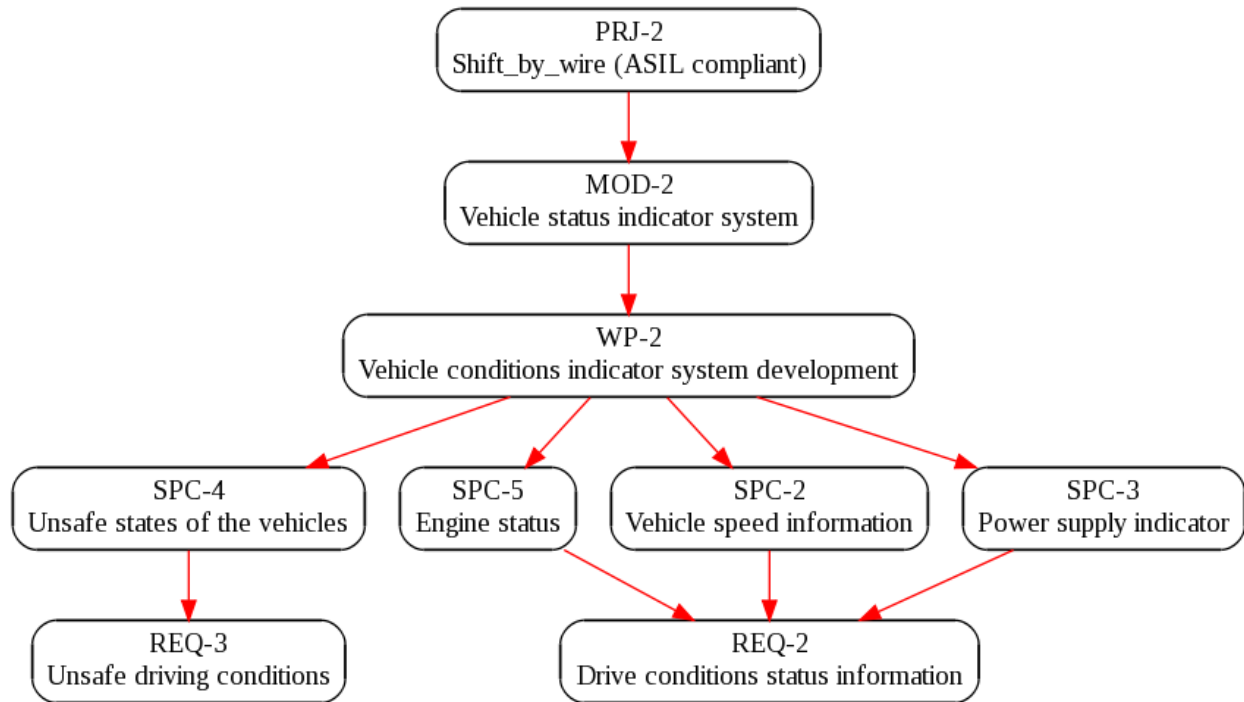 PRJ-2
Shift_by_wire (ASIL compliant)
MOD-2
Vehicle status indicator system
WP-2
Vehicle conditions indicator system development
SPC-4
Unsafe states of the vehicles
SPC-5
Engine status
SPC-2
Vehicle speed information
SPC-3
Power supply indicator
REQ-3
Unsafe driving conditions
REQ-2
Drive conditions status information